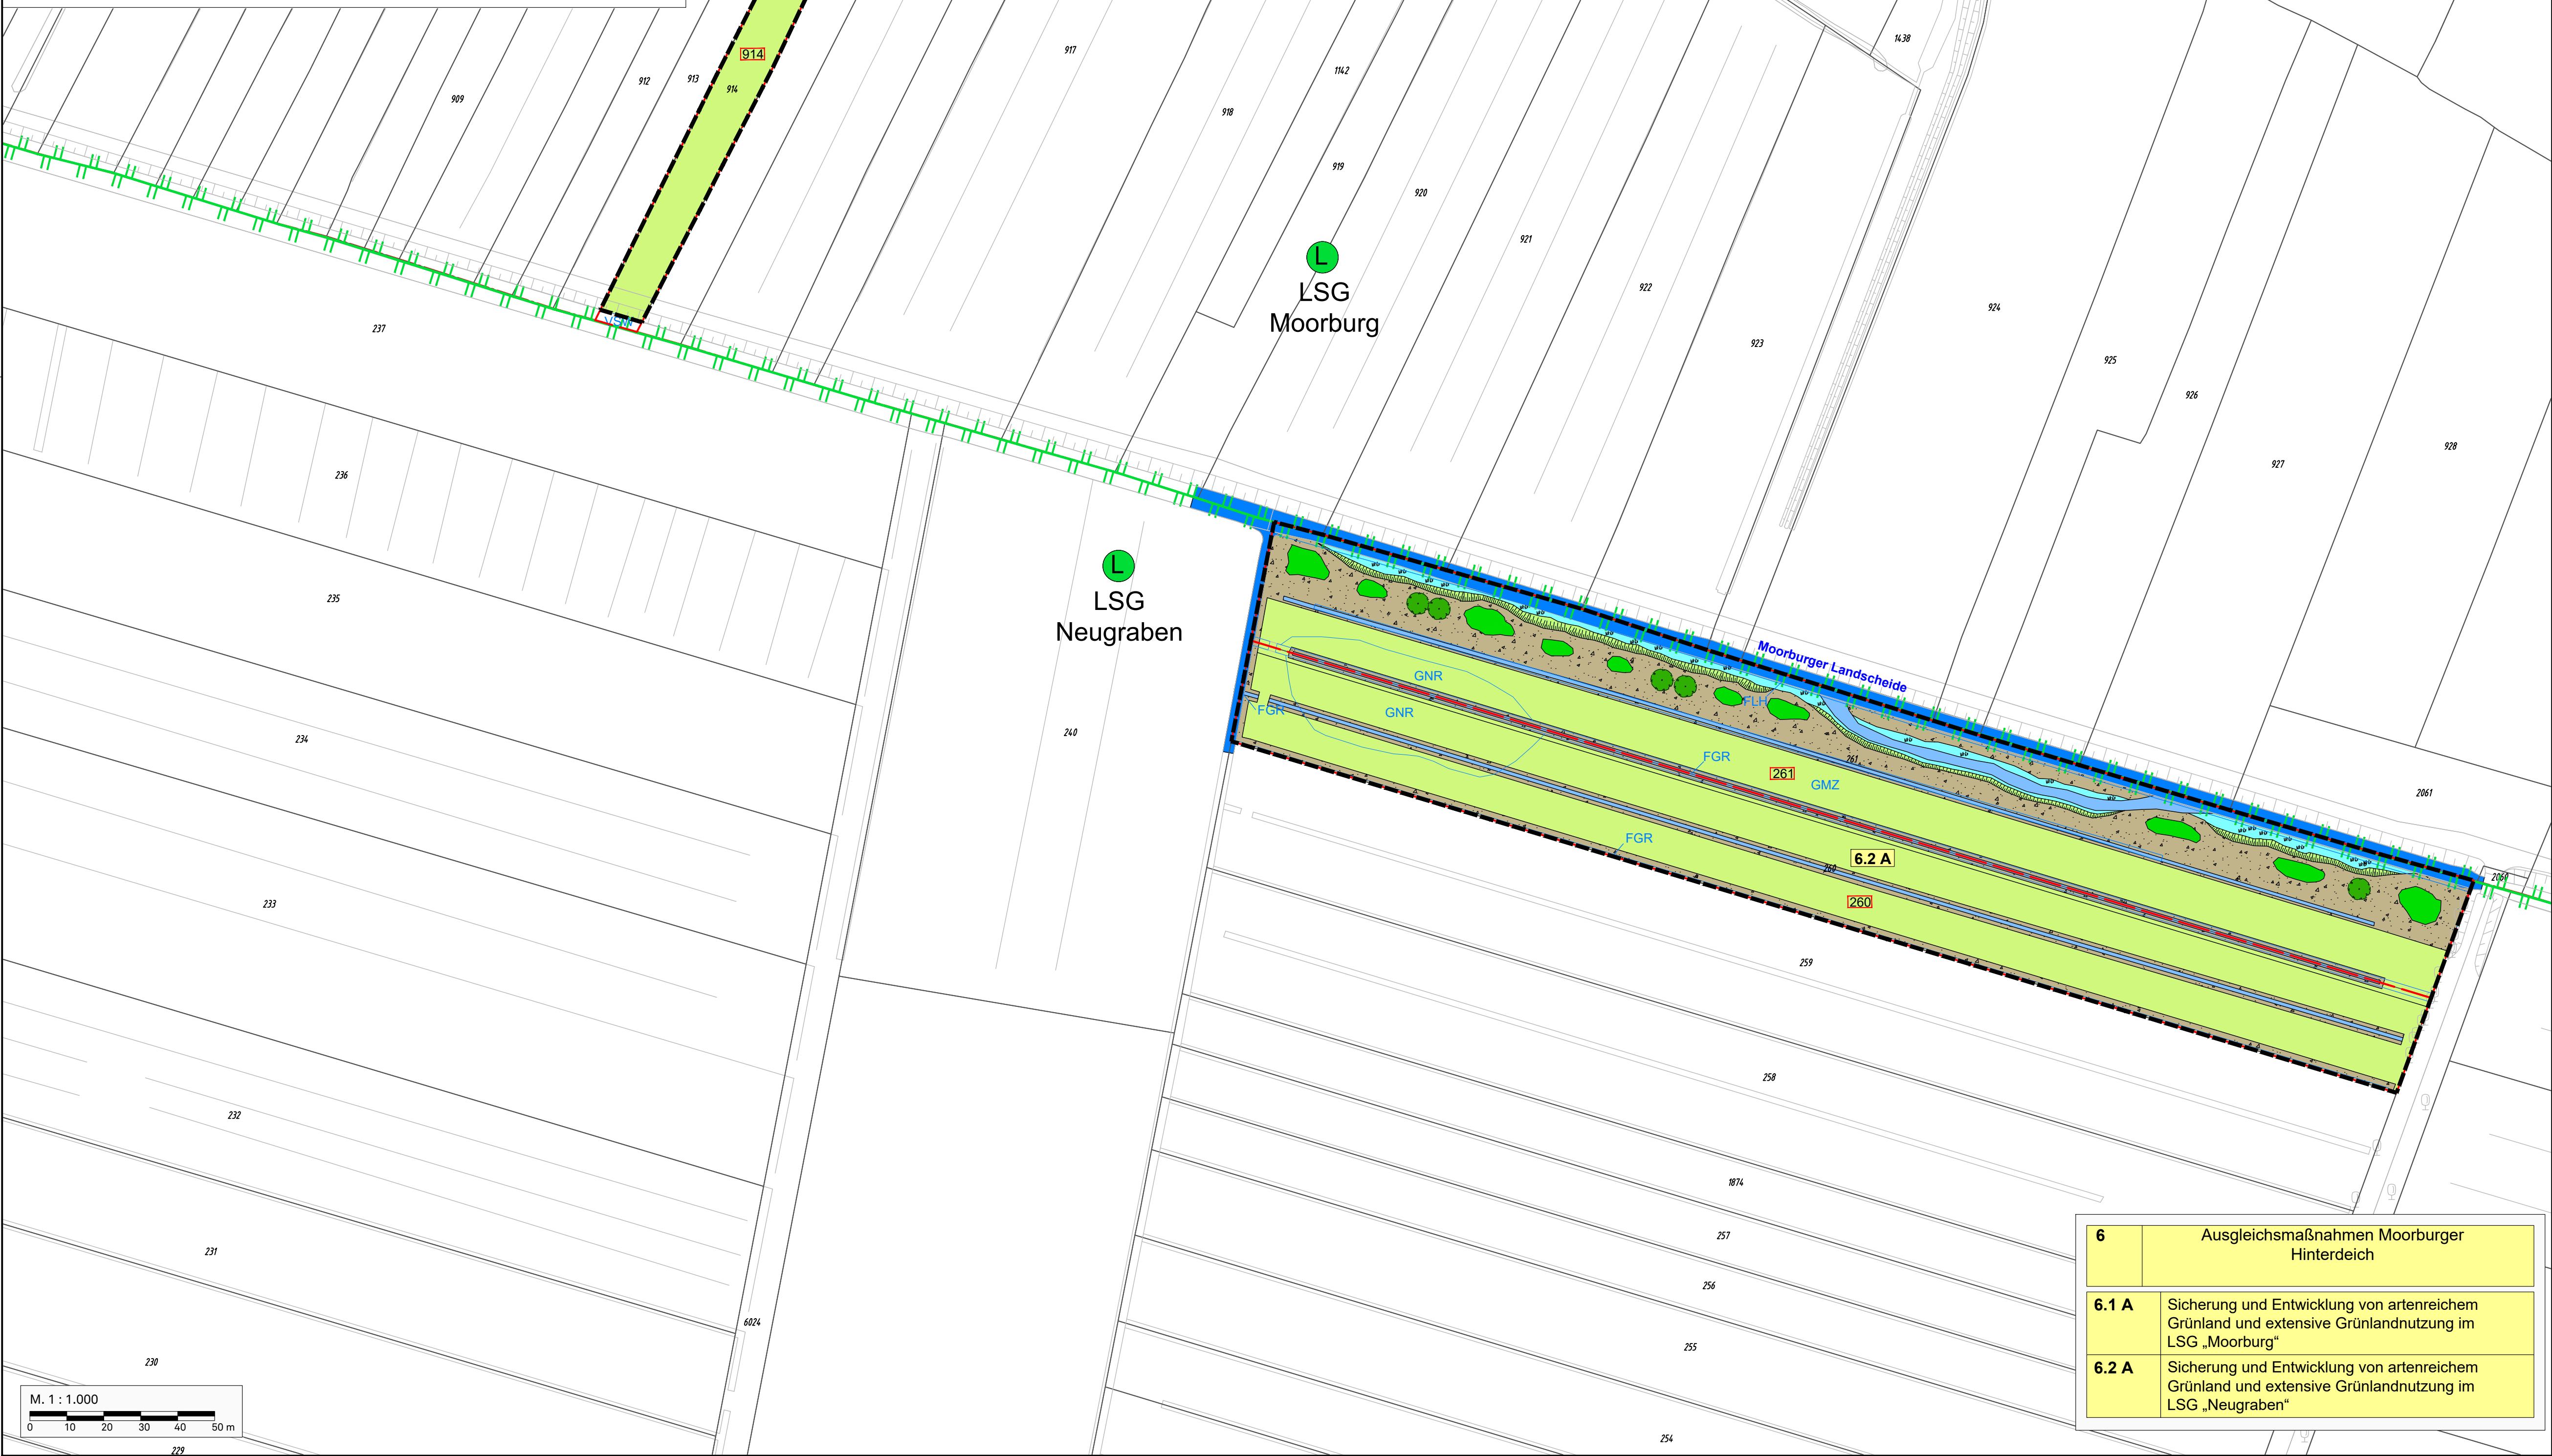 914
1438
917
912
913
1142
914
909
918
919
920
L
921
LSG
Moorburg
922
924
VSW
237
923
925
926
928
927
236
L
LSG
Neugraben
235
Moorburger Landscheide
GNR
FLH
FGR
GNR
240
234
FGR
261
261
GMZ
2061
FGR
6.2 A
260
2060
260
233
259
258
232
1874
257
231
256
6024
255
230
254
229
6
Ausgleichsmaßnahmen Moorburger
Hinterdeich
6.1 A
Sicherung und Entwicklung von artenreichem
Grünland und extensive Grünlandnutzung im
LSG „Moorburg“
6.2 A
Sicherung und Entwicklung von artenreichem
Grünland und extensive Grünlandnutzung im
LSG „Neugraben“
M. 1 : 1.000
0 10 20 30 40 50 m